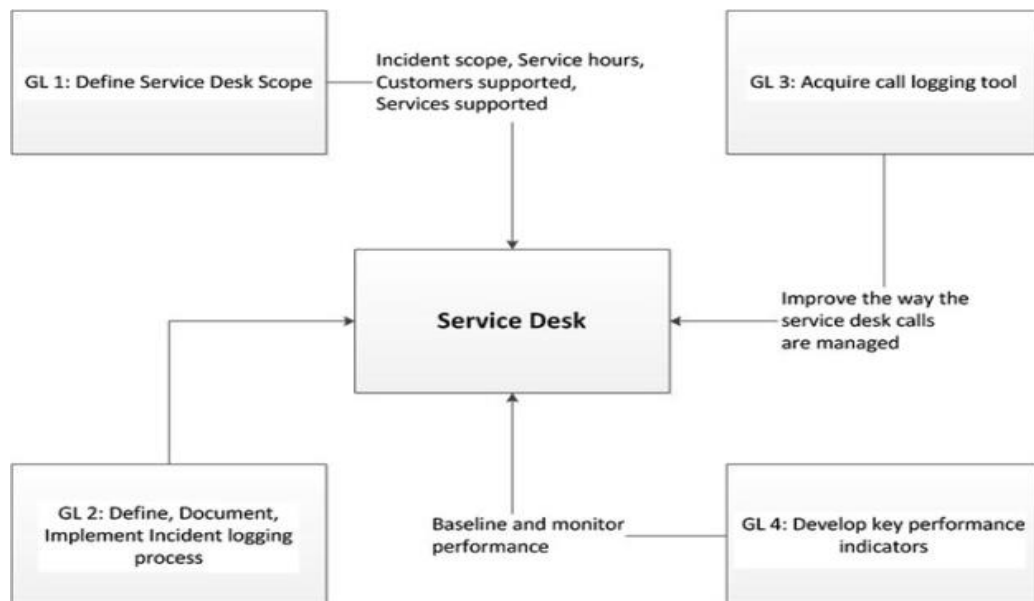 GL 1: Define Service Desk Scope
Incident scope, Service hours,
Customers supported,
Services supported
GL 3: Acquire call logging tool
Service Desk
Improve the way the
service desk calls
are managed
GL 2: Define, Document,
Implement Incident logging
process
Baseline and monitor
performance
GL 4: Develop key performance
indicators